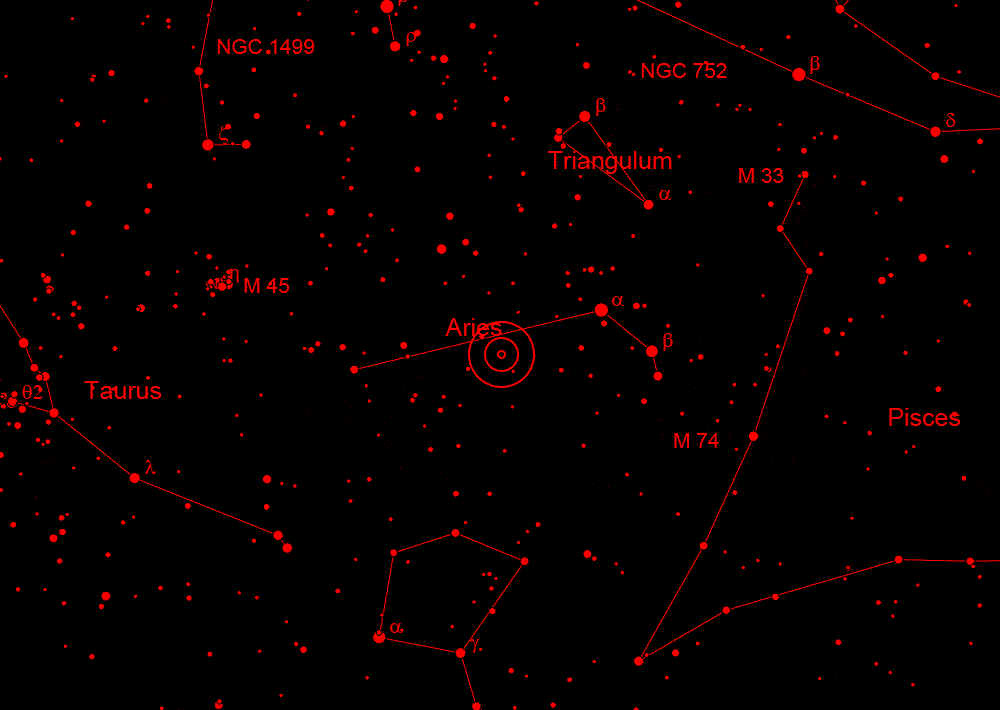 ρ
NGC 1499
β
NGC 752
β
ζ
δ
Triangulum
M 33
α
η
M 45
α
Aries
β
Taurus
θ2
Pisces
M 74
λ
α
γ